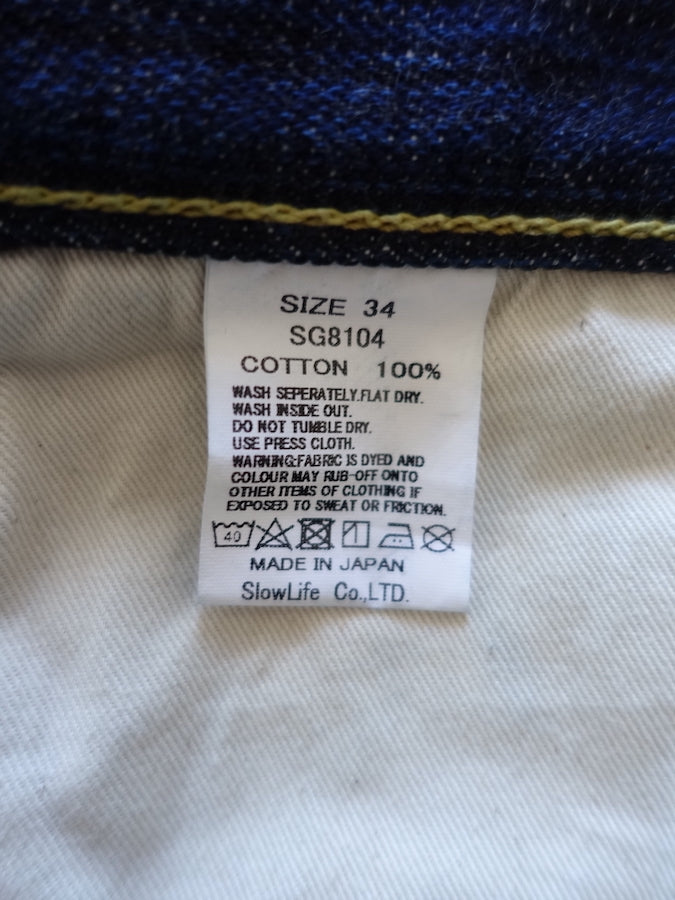 SIZE 34
SG8104
COTTON 100%
WASH SEPERATELY.FLAT DRY.
WASH INSIDE OUT.
DO NOT TUMBLE DRY.
USE PRESS CLOTH.
WARNING:FABRIC IS DYED AND
COLOUR MAY RUB-OFF ONTO
OTHER ITEMS OF CLOTHING IF
EXPOSED TO SWEAT OR FRICTION.
40
MADE IN JAPAN
SlowLife Co.,LTD.